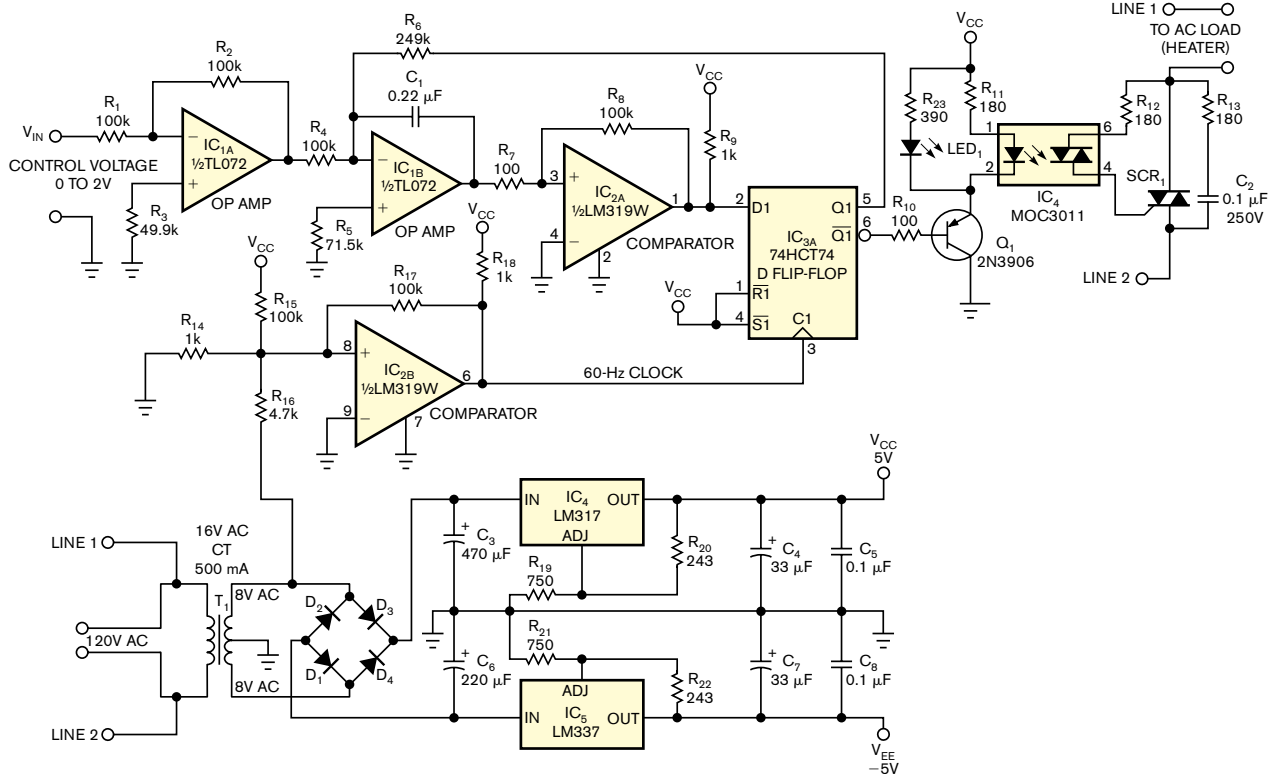 R1
100k
R2
100k
VIN
CONTROL VOLTAGE
0 TO 2V
−
+
IC1A
½TL072
OP AMP
R3
49.9k
R4
100k
R6
249k
C1
0.22 µF
−
+
IC1B
½TL072
OP AMP
R5
71.5k
R7
100
R8
100k
3
+
4
−
IC2A
½LM319W
1
2
COMPARATOR
VCC
R9
1k
2
D1
Q1
5
6
Q̅1̅
IC3A
74HCT74
D FLIP-FLOP
VCC
1
R̅1̅
4
S̅1̅
C1
3
R10
100
VCC
R23
390
LED1
R11
180
Q1
2N3906
1
2
6
4
IC4
MOC3011
R12
180
R13
180
SCR1
C2
0.1 µF
250V
LINE 1
TO AC LOAD
(HEATER)
LINE 2
VCC
R15
100k
R14
1k
R16
4.7k
R17
100k
VCC
R18
1k
8
+
9
−
IC2B
½LM319W
6
7
COMPARATOR
60-Hz CLOCK
LINE 1
120V AC
LINE 2
16V AC
CT
500 mA
T1
8V AC
8V AC
D2
D3
D1
D4
+
C3
470 µF
IN
IC4
OUT
LM317
ADJ
R19
750
R20
243
+
C4
33 µF
C5
0.1 µF
VCC
5V
+
C6
220 µF
R21
750
ADJ
IN
IC5
OUT
LM337
R22
243
+
C7
33 µF
C8
0.1 µF
VEE
−5V